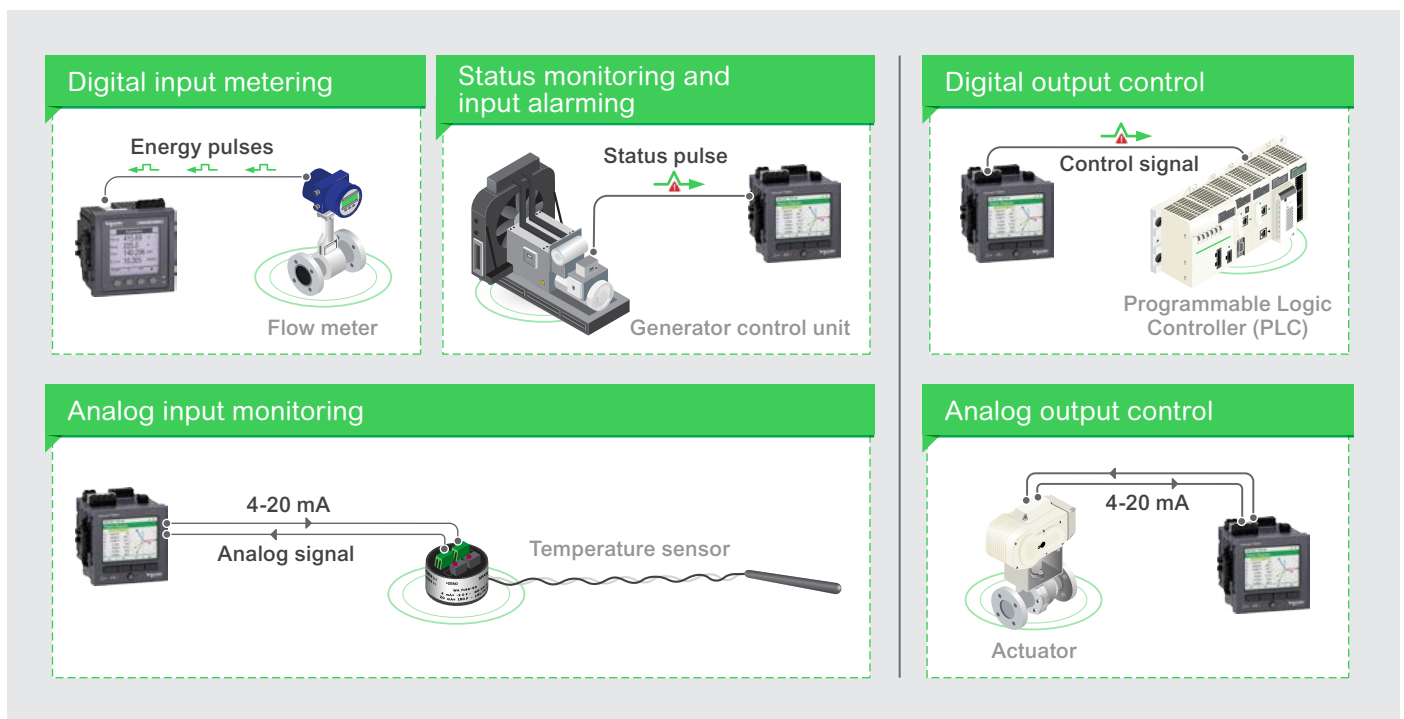 Digital input metering
Energy pulses
Flow meter
Status monitoring and
input alarming
Status pulse
Generator control unit
Digital output control
Control signal
Programmable Logic
Controller (PLC)
Analog input monitoring
4-20 mA
Analog signal
Temperature sensor
Analog output control
4-20 mA
Actuator